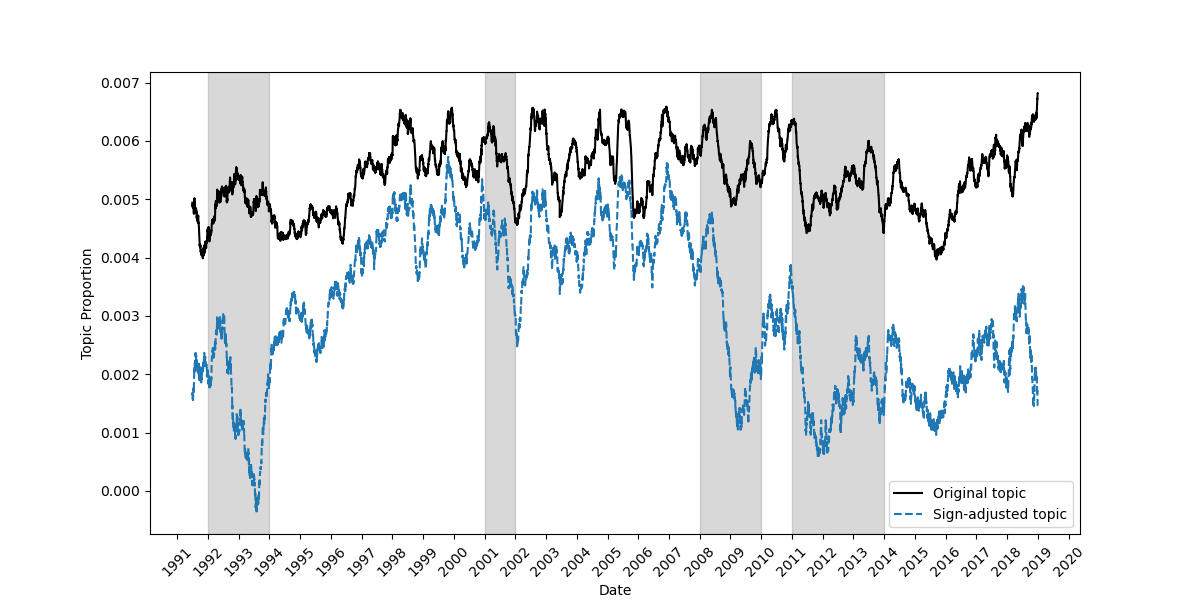 0.007
0.006
0.005
0.004
0.003
0.002
0.001
0.000
Topic Proportion
Original topic
Sign-adjusted topic
1991 1992 1993 1994 1995 1996 1997 1998 1999 2000 2001 2002 2003 2004 2005 2006 2007 2008 2009 2010 2011 2012 2013 2014 2015 2016 2017 2018 2019 2020
Date